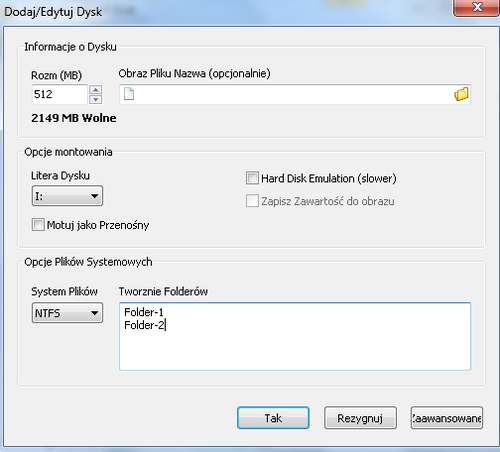 Dodaj/Edytuj Dysk
Informacje o Dysku
Rozm (MB)
Obraz Pliku Nazwa (opcjonalnie)
512
2149 MB Wolne
Opcje montowania
Litera Dysku
Hard Disk Emulation (slower)
I:
Zapisz Zawartość do obrazu
Motuj jako Przenośny
Opcje Plików Systemowych
System Plików
Tworznie Folderów
NTFS
Folder-1
Folder-2
Tak
Rezygnuj
Zaawansowane